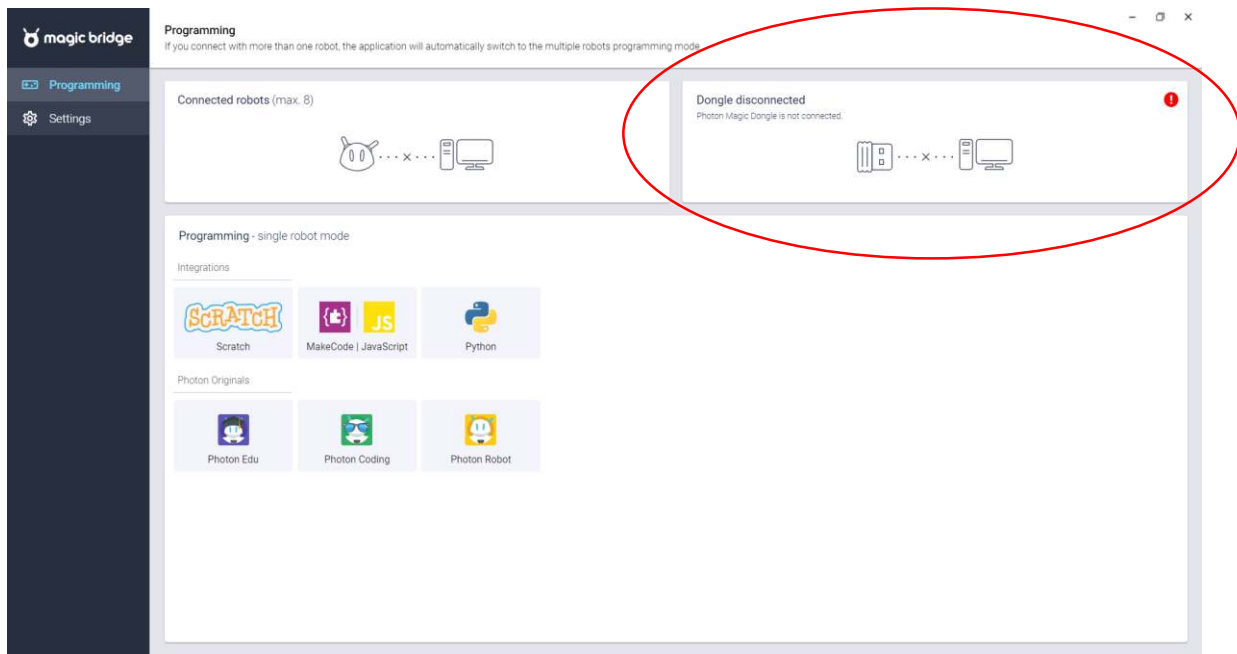 magic bridge
Programming
If you connect with more than one robot, the application will automatically switch to the multiple robots programming mode.
Programming
Settings
Connected robots (max. 8)
Dongle disconnected
Photon Magic Dongle is not connected.
Programming - single robot mode
Integrations
SCRATCH
JS
Scratch
MakeCode | JavaScript
Python
Photon Originals
Photon Edu
Photon Coding
Photon Robot